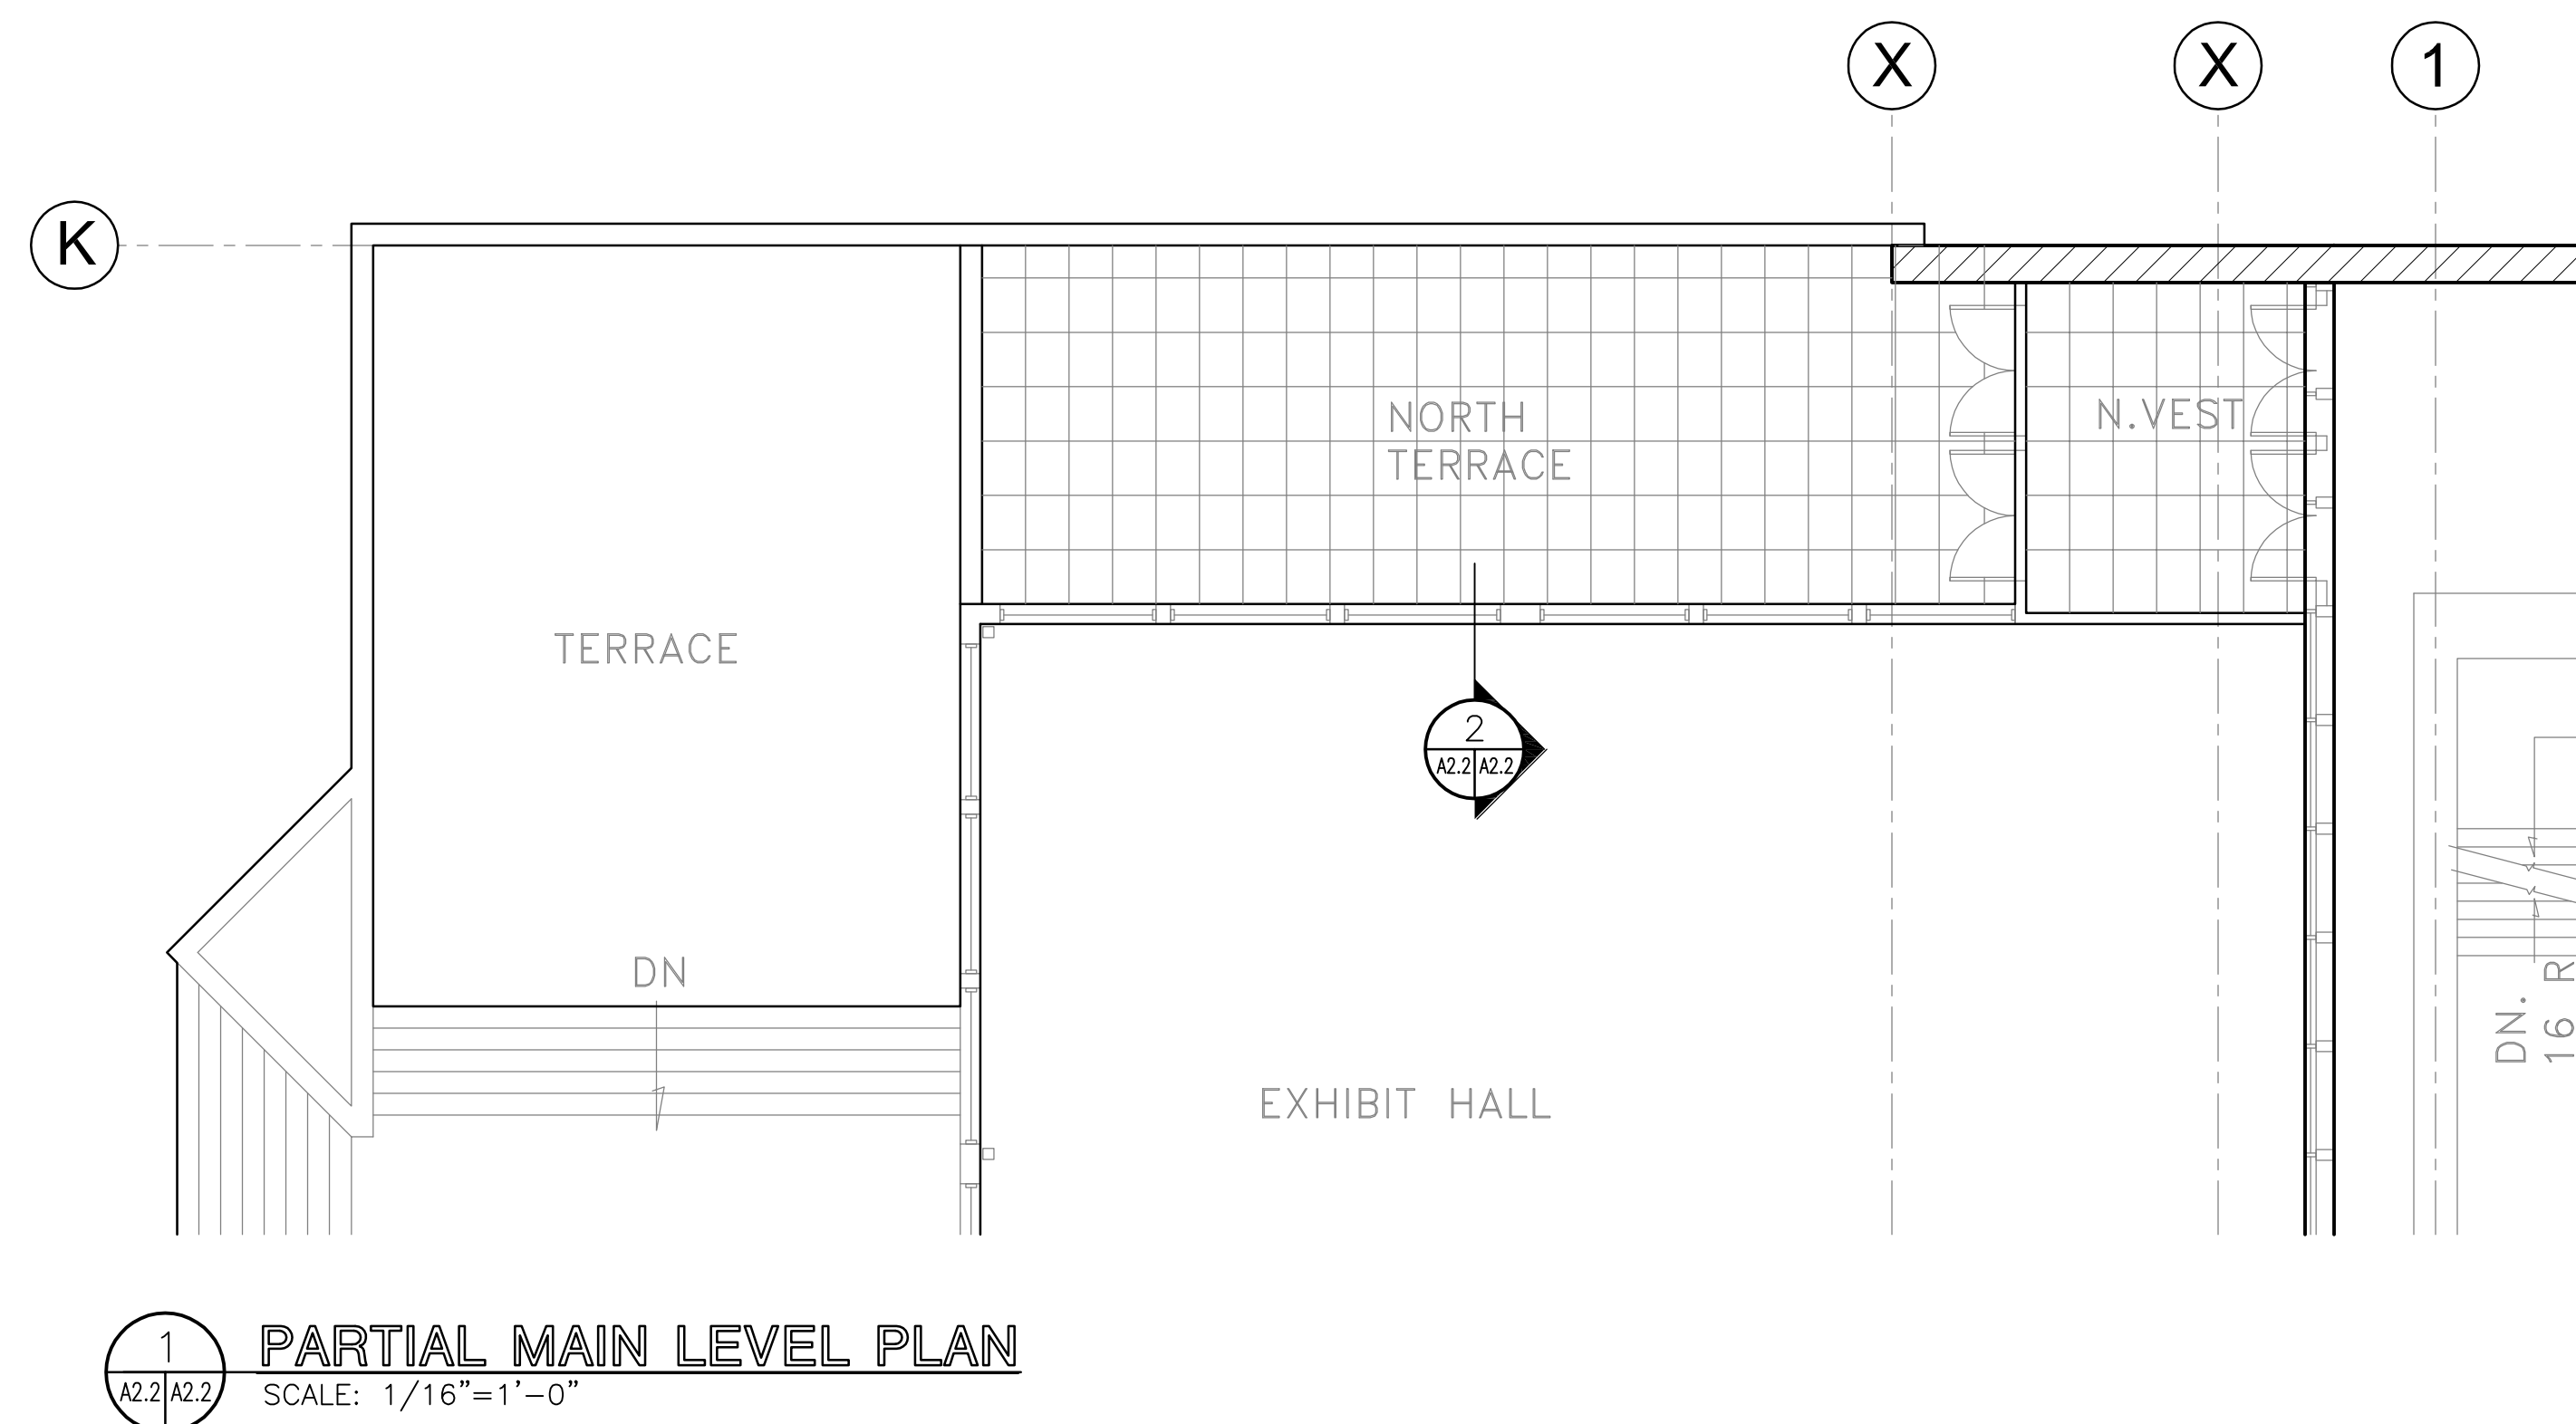 X
X
1
K
NORTH
TERRACE
N.VEST
TERRACE
2
A2.2
A2.2
DN
EXHIBIT HALL
DN.
16 R
1
A2.2
A2.2
PARTIAL MAIN LEVEL PLAN
SCALE: 1/16"=1'-0"